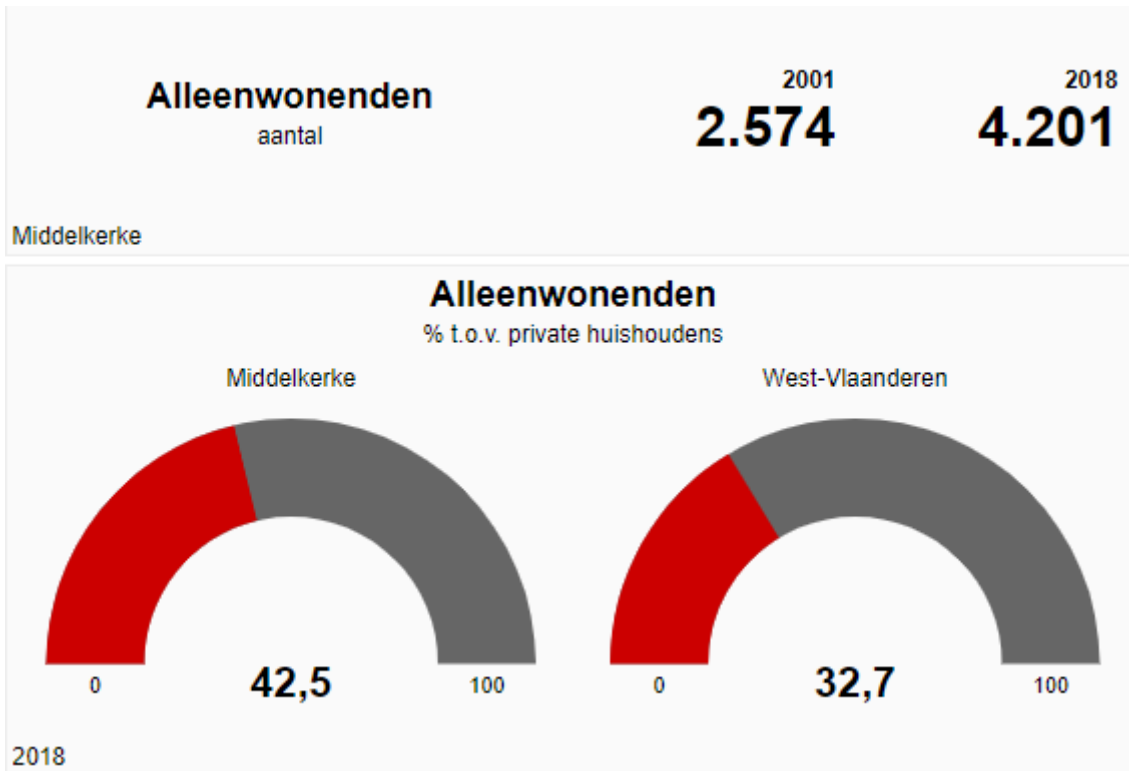 Alleenwonenden
aantal
2001
2.574
2018
4.201
Middelkerke
Alleenwonenden
% t.o.v. private huishoudens
Middelkerke
0
42,5
100
West-Vlaanderen
0
32,7
100
2018